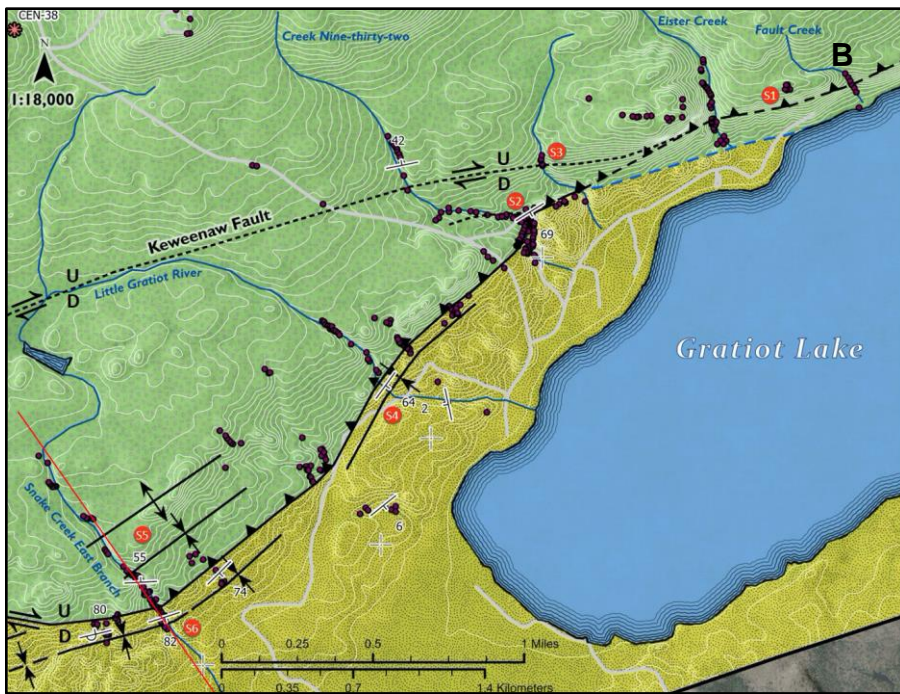 CEN-38
N
1:18,000
Creek Nine-thirty-two
Eister Creek
Fault Creek
B
S1
42
S3
U
D
S2
Keweenaw Fault
69
U
D
Little Gratiot River
Gratiot Lake
64
2
S4
6
Snake Creek East Branch
S5
55
74
80
U
D
82
S6
0 0.25 0.5 1 Miles
0 0.35 0.7 1.4 Kilometers